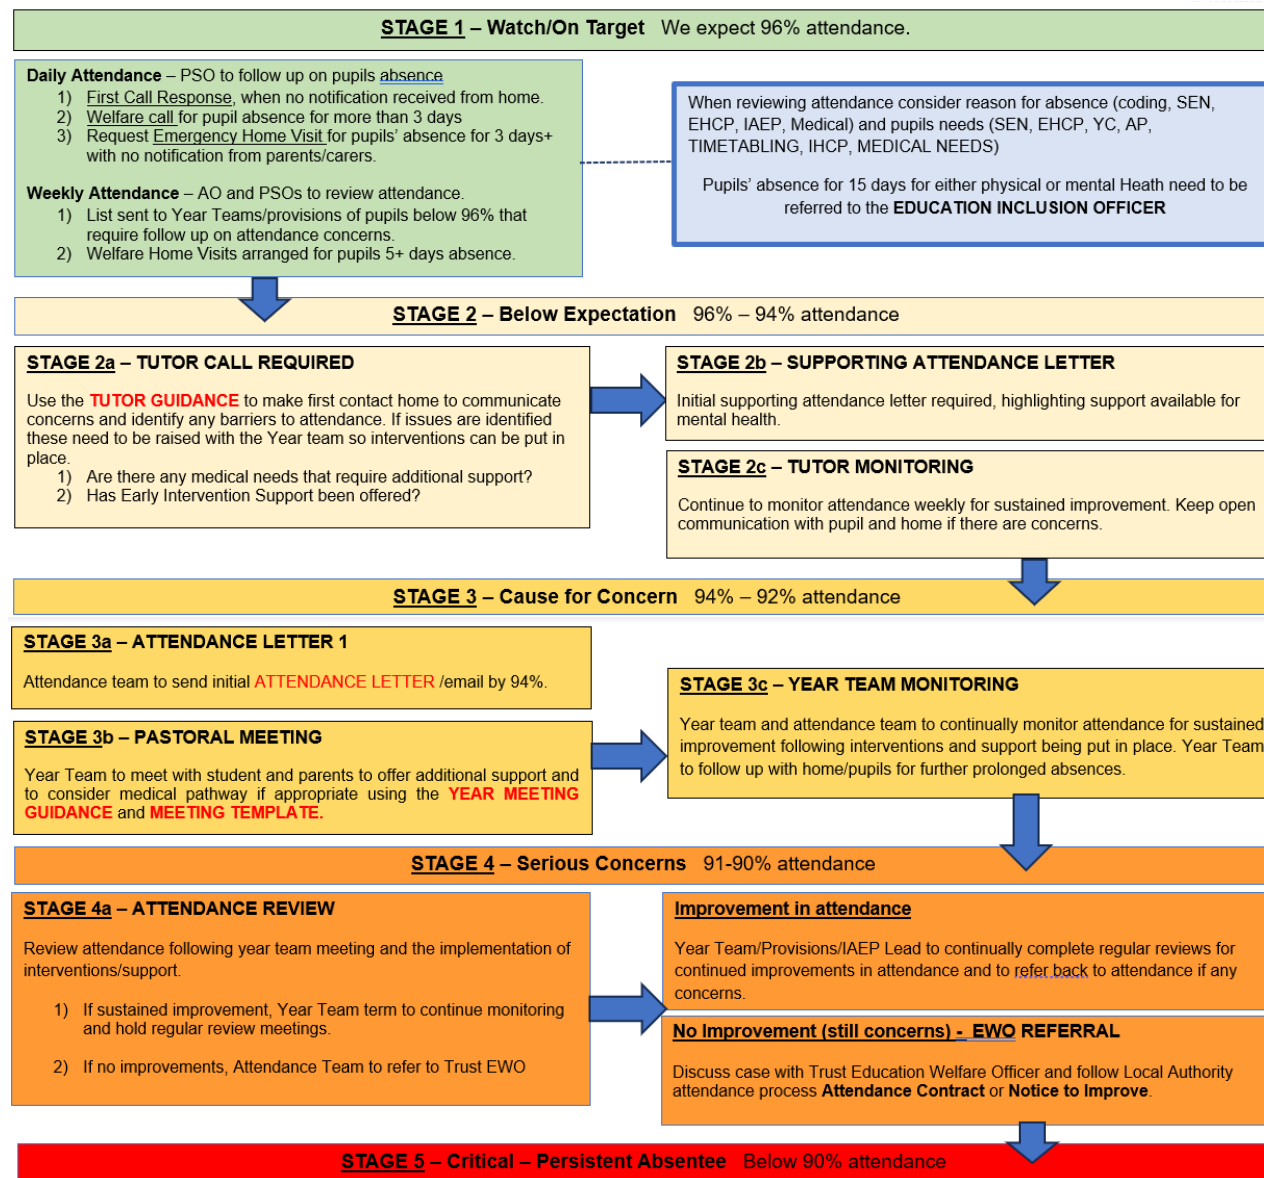 STAGE 1 – Watch/On Target We expect 96% attendance.
Daily Attendance – PSO to follow up on pupils absence
1) First Call Response, when no notification received from home.
2) Welfare call for pupil absence for more than 3 days
3) Request Emergency Home Visit for pupils’ absence for 3 days+
with no notification from parents/carers.
Weekly Attendance – AO and PSOs to review attendance.
1) List sent to Year Teams/provisions of pupils below 96% that
require follow up on attendance concerns.
2) Welfare Home Visits arranged for pupils 5+ days absence.
When reviewing attendance consider reason for absence (coding, SEN,
EHCP, IAEP, Medical) and pupils needs (SEN, EHCP, YC, AP,
TIMETABLING, IHCP, MEDICAL NEEDS)
Pupils’ absence for 15 days for either physical or mental Heath need to be
referred to the EDUCATION INCLUSION OFFICER
STAGE 2 – Below Expectation 96% – 94% attendance
STAGE 2a – TUTOR CALL REQUIRED
Use the TUTOR GUIDANCE to make first contact home to communicate
concerns and identify any barriers to attendance. If issues are identified
these need to be raised with the Year team so interventions can be put in
place.
1) Are there any medical needs that require additional support?
2) Has Early Intervention Support been offered?
STAGE 2b – SUPPORTING ATTENDANCE LETTER
Initial supporting attendance letter required, highlighting support available for
mental health.
STAGE 2c – TUTOR MONITORING
Continue to monitor attendance weekly for sustained improvement. Keep open
communication with pupil and home if there are concerns.
STAGE 3 – Cause for Concern 94% – 92% attendance
STAGE 3a – ATTENDANCE LETTER 1
Attendance team to send initial ATTENDANCE LETTER /email by 94%.
STAGE 3b – PASTORAL MEETING
Year Team to meet with student and parents to offer additional support and
to consider medical pathway if appropriate using the YEAR MEETING
GUIDANCE and MEETING TEMPLATE.
STAGE 3c – YEAR TEAM MONITORING
Year team and attendance team to continually monitor attendance for sustained
improvement following interventions and support being put in place. Year Team
to follow up with home/pupils for further prolonged absences.
STAGE 4 – Serious Concerns 91-90% attendance
STAGE 4a – ATTENDANCE REVIEW
Review attendance following year team meeting and the implementation of
interventions/support.
1) If sustained improvement, Year Team term to continue monitoring
and hold regular review meetings.
2) If no improvements, Attendance Team to refer to Trust EWO
Improvement in attendance
Year Team/Provisions/IAEP Lead to continually complete regular reviews for
continued improvements in attendance and to refer back to attendance if any
concerns.
No Improvement (still concerns) - EWO REFERRAL
Discuss case with Trust Education Welfare Officer and follow Local Authority
attendance process Attendance Contract or Notice to Improve.
STAGE 5 – Critical – Persistent Absentee Below 90% attendance